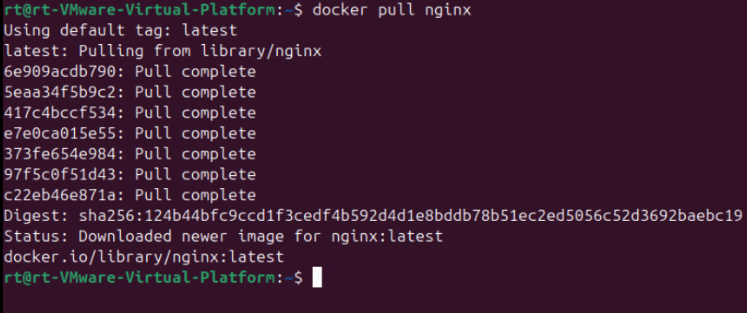 rt@rt-VMware-Virtual-Platform:~$ docker pull nginx
Using default tag: latest
latest: Pulling from library/nginx
6e909acdb790: Pull complete
5eaa34f5b9c2: Pull complete
417c4bccf534: Pull complete
e7e0ca015e55: Pull complete
373fe654e984: Pull complete
97f5c0f51d43: Pull complete
c22eb46e871a: Pull complete
Digest: sha256:124b44bfc9ccd1f3cedf4b592d4d1e8bddb78b51ec2ed5056c52d3692baebc19
Status: Downloaded newer image for nginx:latest
docker.io/library/nginx:latest
rt@rt-VMware-Virtual-Platform:~$